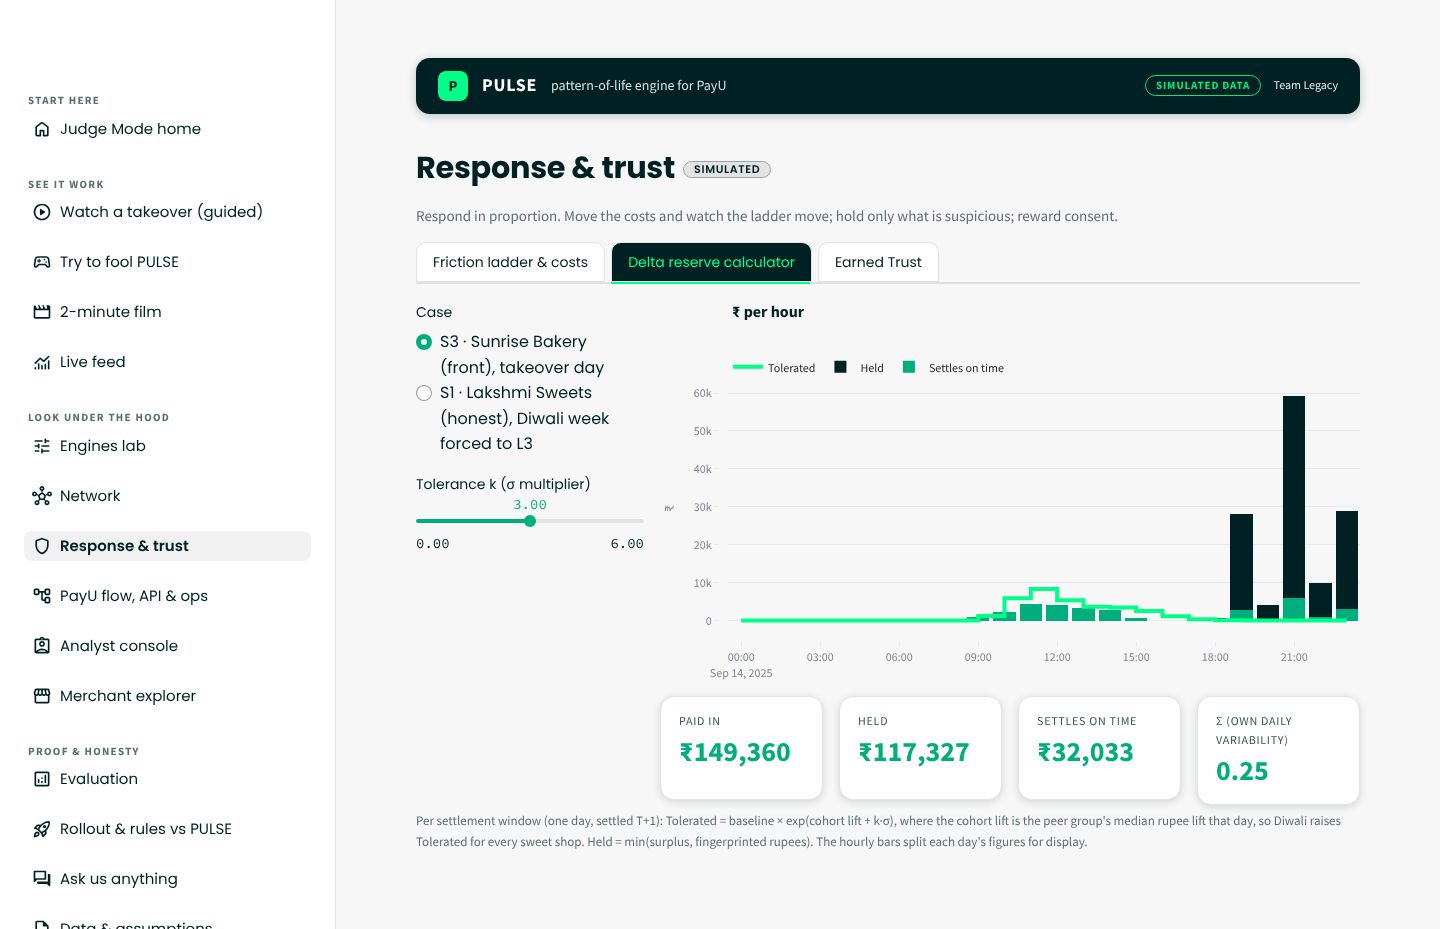 START HERE
Judge Mode home
SEE IT WORK
Watch a takeover (guided)
Try to fool PULSE
2-minute film
Live feed
LOOK UNDER THE HOOD
Engines lab
Network
Response & trust
PayU flow, API & ops
Analyst console
Merchant explorer
PROOF & HONESTY
Evaluation
Rollout & rules vs PULSE
Ask us anything
Data & assumptions
P PULSE pattern-of-life engine for PayU SIMULATED DATA Team Legacy
Response & trust SIMULATED
Respond in proportion. Move the costs and watch the ladder move; hold only what is suspicious; reward consent.
Friction ladder & costs Delta reserve calculator Earned Trust
Case
S3 · Sunrise Bakery
(front), takeover day
S1 · Lakshmi Sweets
(honest), Diwali week
forced to L3
Tolerance k (σ multiplier)
3.00
0.00 6.00
₹ per hour
Tolerated Held Settles on time
60k
50k
40k
30k
20k
10k
0
₹
00:00 03:00 06:00 09:00 12:00 15:00 18:00 21:00
Sep 14, 2025
PAID IN
₹149,360
HELD
₹117,327
SETTLES ON TIME
₹32,033
Σ (OWN DAILY
VARIABILITY)
0.25
Per settlement window (one day, settled T+1): Tolerated = baseline × exp(cohort lift + k·σ), where the cohort lift is the peer group's median rupee lift that day, so Diwali raises
Tolerated for every sweet shop. Held = min(surplus, fingerprinted rupees). The hourly bars split each day's figures for display.